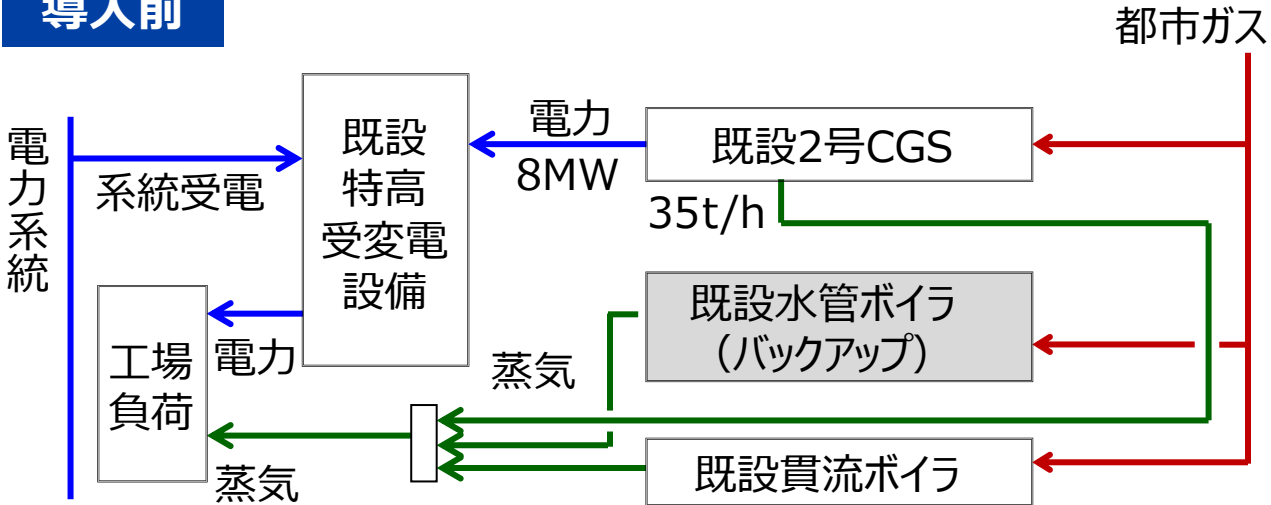 導入前
都市ガス
電力系統
系統受電
既設
特高
受変電
設備
電力
8MW
既設2号CGS
35t/h
既設水管ボイラ
(バックアップ)
工場
負荷
電力
蒸気
蒸気
既設貫流ボイラ